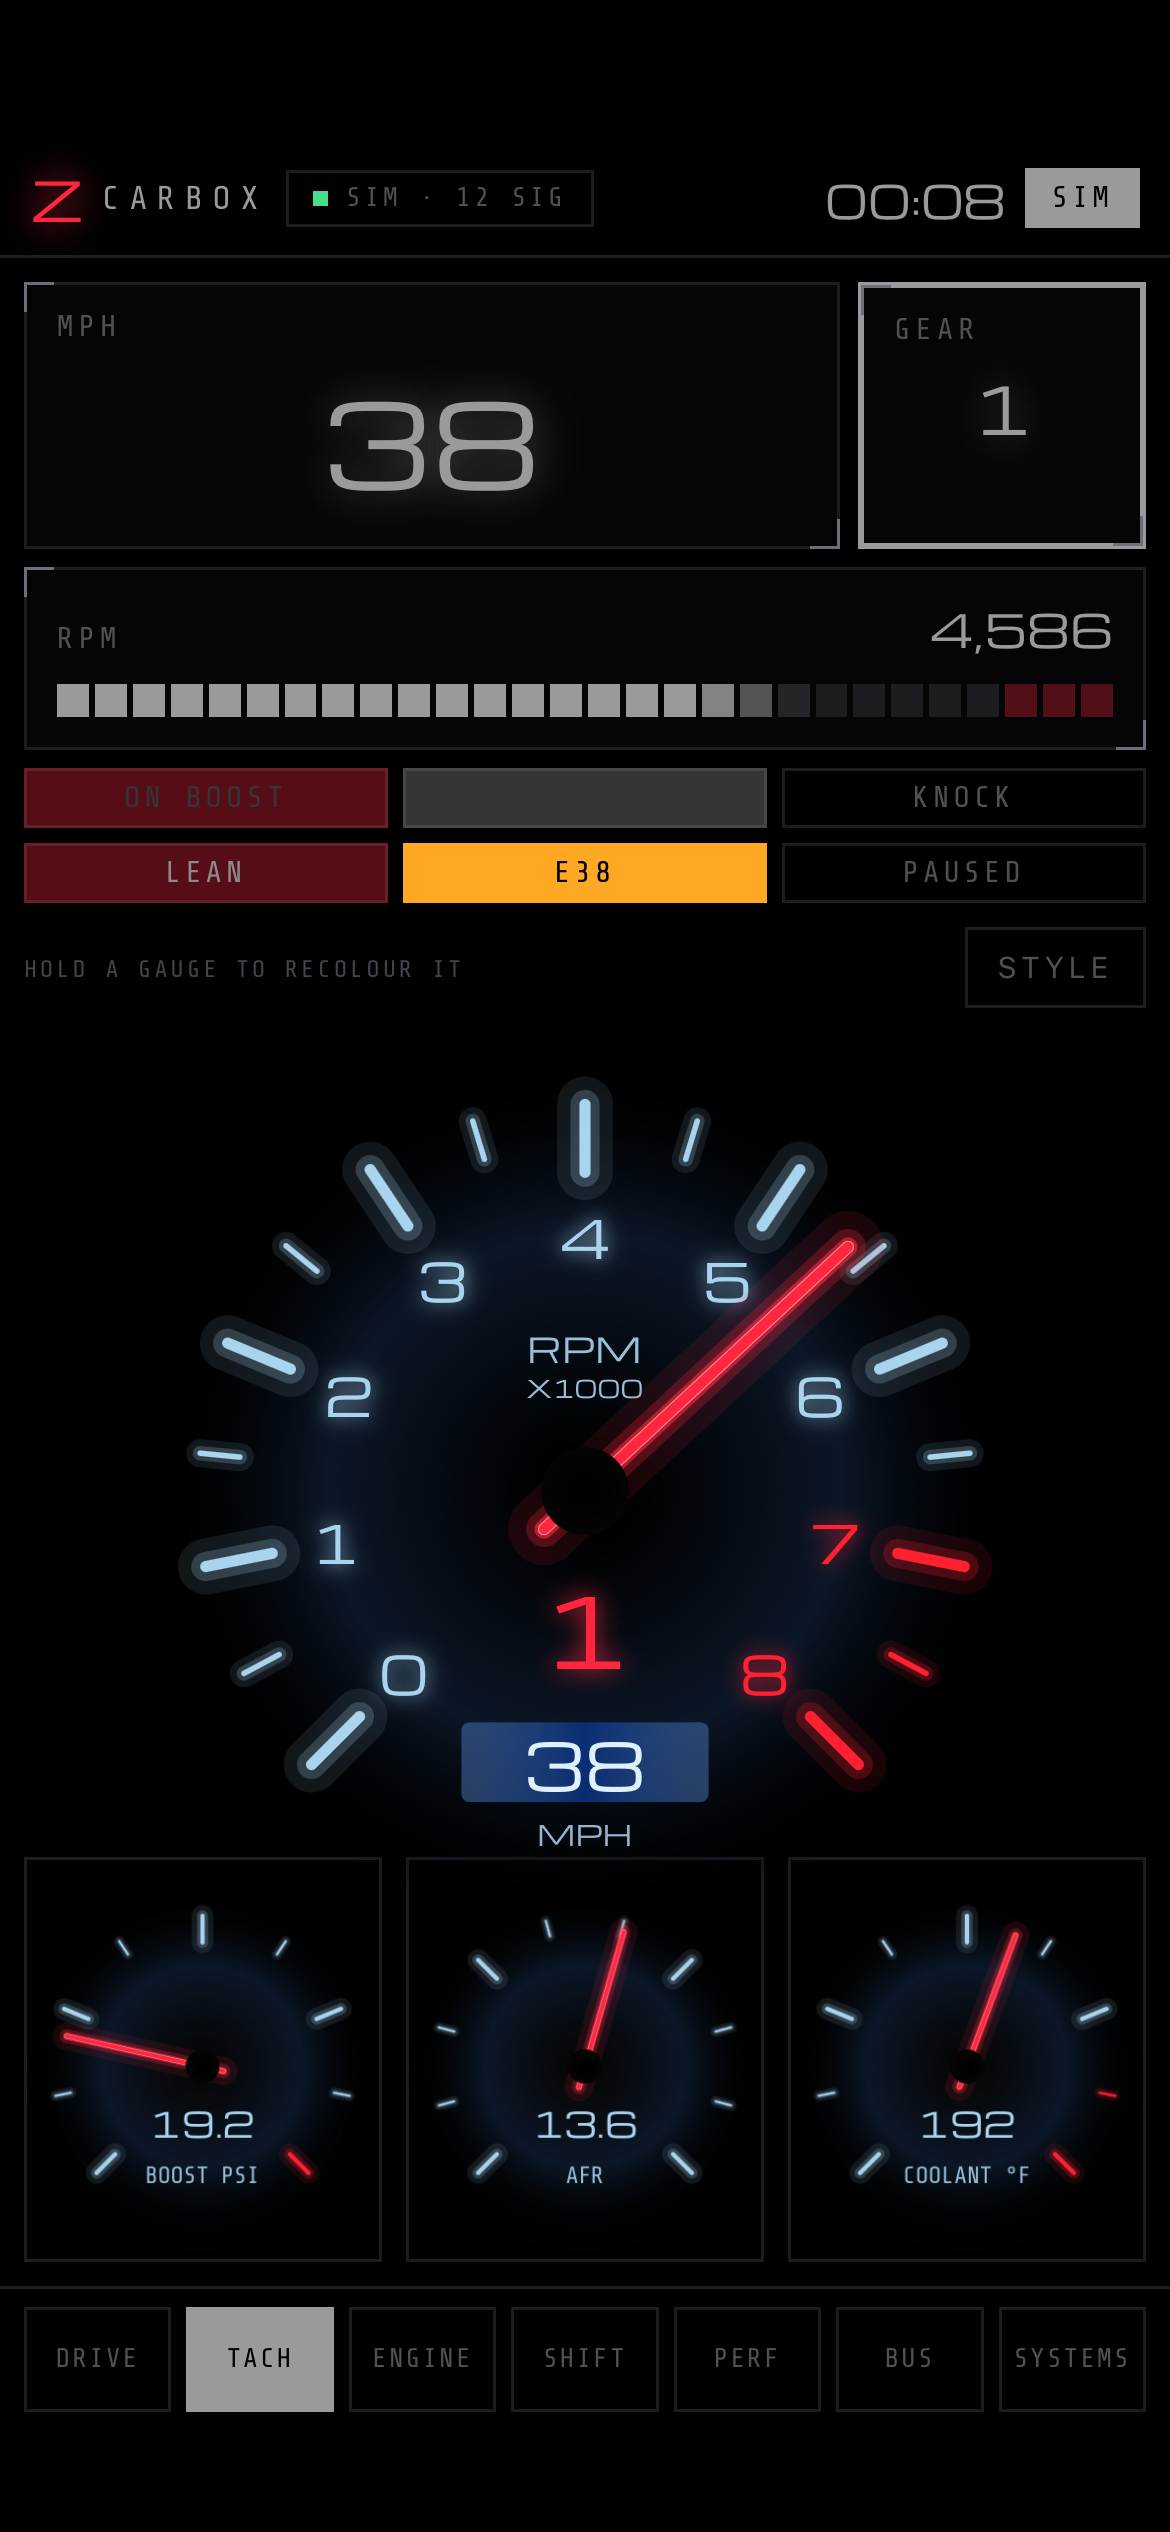 Z CARBOX SIM · 12 SIG 00:08 SIM
MPH
38
GEAR
1
RPM 4,586
ON BOOST KNOCK
LEAN E38 PAUSED
HOLD A GAUGE TO RECOLOUR IT STYLE
4
3 5
RPM
X1000
2 6
1 7
1
0 8
38
MPH
19.2 13.6 192
BOOST PSI AFR COOLANT °F
DRIVE TACH ENGINE SHIFT PERF BUS SYSTEMS